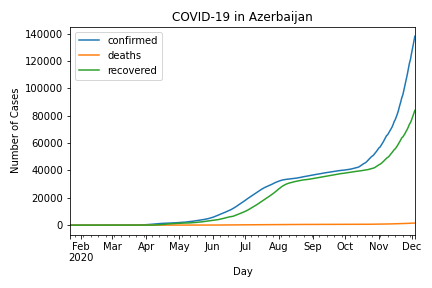 COVID-19 in Azerbaijan
140000
120000
100000
80000
60000
40000
20000
0
Number of Cases
confirmed
deaths
recovered
Feb Mar Apr May Jun Jul Aug Sep Oct Nov Dec
2020
Day